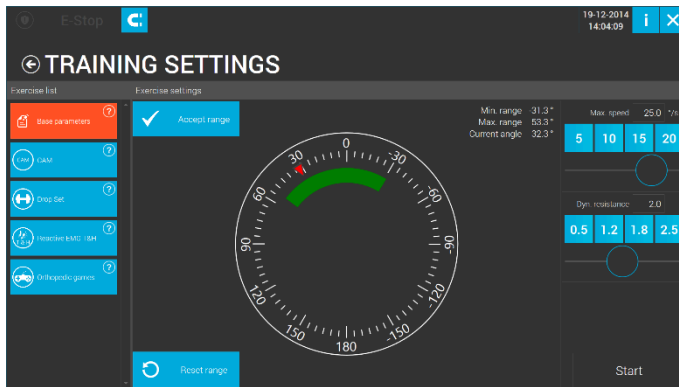 E-Stop
19-12-2014
14:04:09
i
TRAINING SETTINGS
Exercise list
Exercise settings
Base parameters
?
CAM
CAM
?
Drop Set
?
Reactive EMG T&H
?
Orthopedic games
?
Accept range
Min. range -31.3 °
Max. range 53.3 °
Current angle 32.3 °
0
30
-30
60
-60
90
-90
120
-120
150
-150
180
Reset range
Max. speed 25.0 °/s
5 10 15 20
Dyn. resistance 2.0
0.5 1.2 1.8 2.5
Start